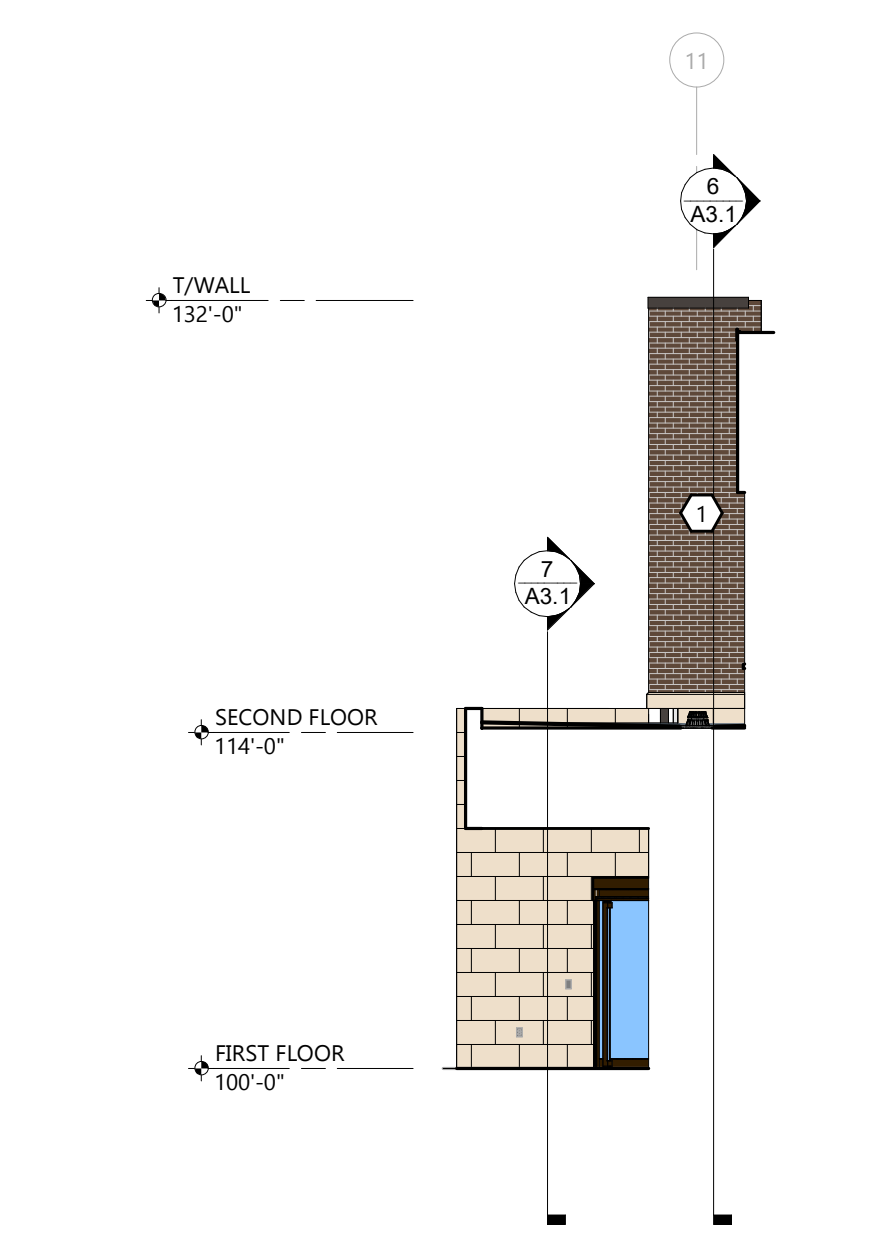 11
6
A3.1
T/WALL
132'-0"
1
7
A3.1
SECOND FLOOR
114'-0"
FIRST FLOOR
100'-0"